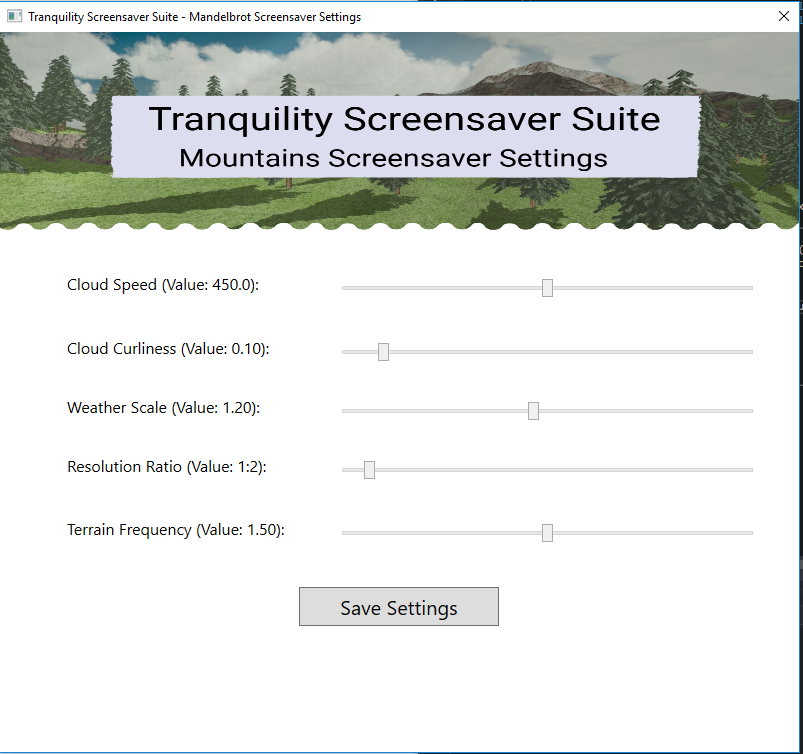 Tranquility Screensaver Suite - Mandelbrot Screensaver Settings
Tranquility Screensaver Suite
Mountains Screensaver Settings
Cloud Speed (Value: 450.0):
Cloud Curliness (Value: 0.10):
Weather Scale (Value: 1.20):
Resolution Ratio (Value: 1:2):
Terrain Frequency (Value: 1.50):
Save Settings